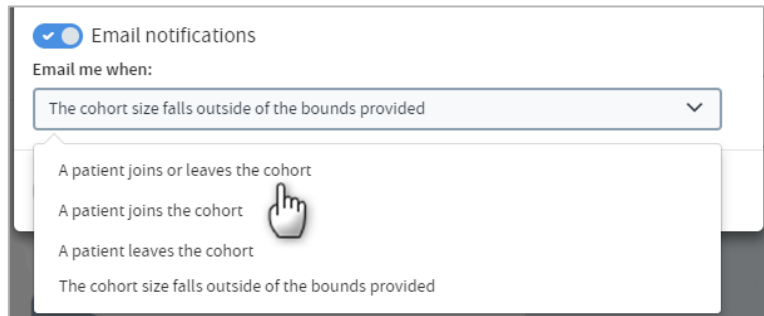 Email notifications
Email me when:
The cohort size falls outside of the bounds provided
A patient joins or leaves the cohort
A patient joins the cohort
A patient leaves the cohort
The cohort size falls outside of the bounds provided